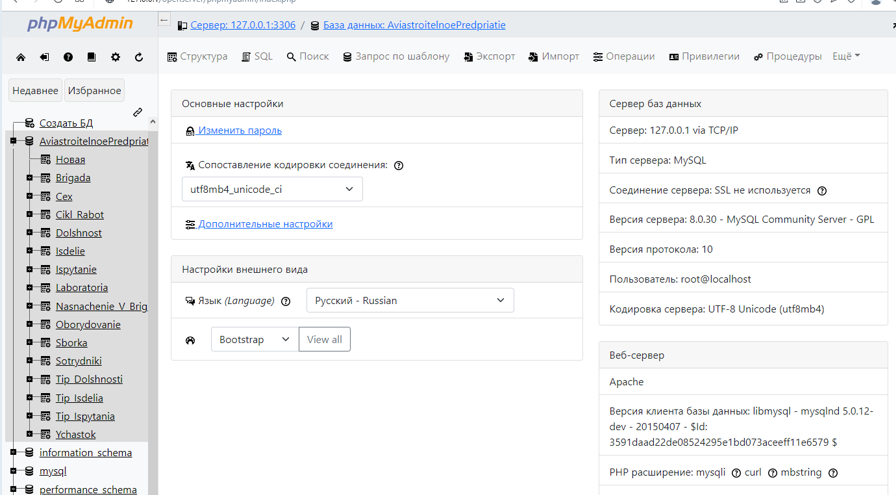 phpMyAdmin
Сервер: 127.0.0.1:3306 / База данных: AviastroitelnoePredpriatie
Структура SQL Поиск Запрос по шаблону Экспорт Импорт Операции Привилегии Процедуры Ещё
Недавнее Избранное
Создать БД
AviastroitelnoePredpriat
Новая
Brigada
Cex
Cikl_Rabot
Dolshnost
Isdelie
Ispytanie
Laboratoria
Nasnachenie_V_Brig
Oborydovanie
Sborka
Sotrydniki
Tip_Dolshnosti
Tip_Isdelia
Tip_Ispytania
Ychastok
information_schema
mysql
performance_schema
Основные настройки
Изменить пароль
Сопоставление кодировки соединения:
utf8mb4_unicode_ci
Дополнительные настройки
Настройки внешнего вида
Язык (Language) Русский - Russian
Bootstrap View all
Сервер баз данных
Сервер: 127.0.0.1 via TCP/IP
Тип сервера: MySQL
Соединение сервера: SSL не используется
Версия сервера: 8.0.30 - MySQL Community Server - GPL
Версия протокола: 10
Пользователь: root@localhost
Кодировка сервера: UTF-8 Unicode (utf8mb4)
Веб-сервер
Apache
Версия клиента базы данных: libmysql - mysqlnd 5.0.12-
dev - 20150407 - $Id:
3591daad22de08524295e1bd073aceeff11e6579 $
PHP расширение: mysqli curl mbstring